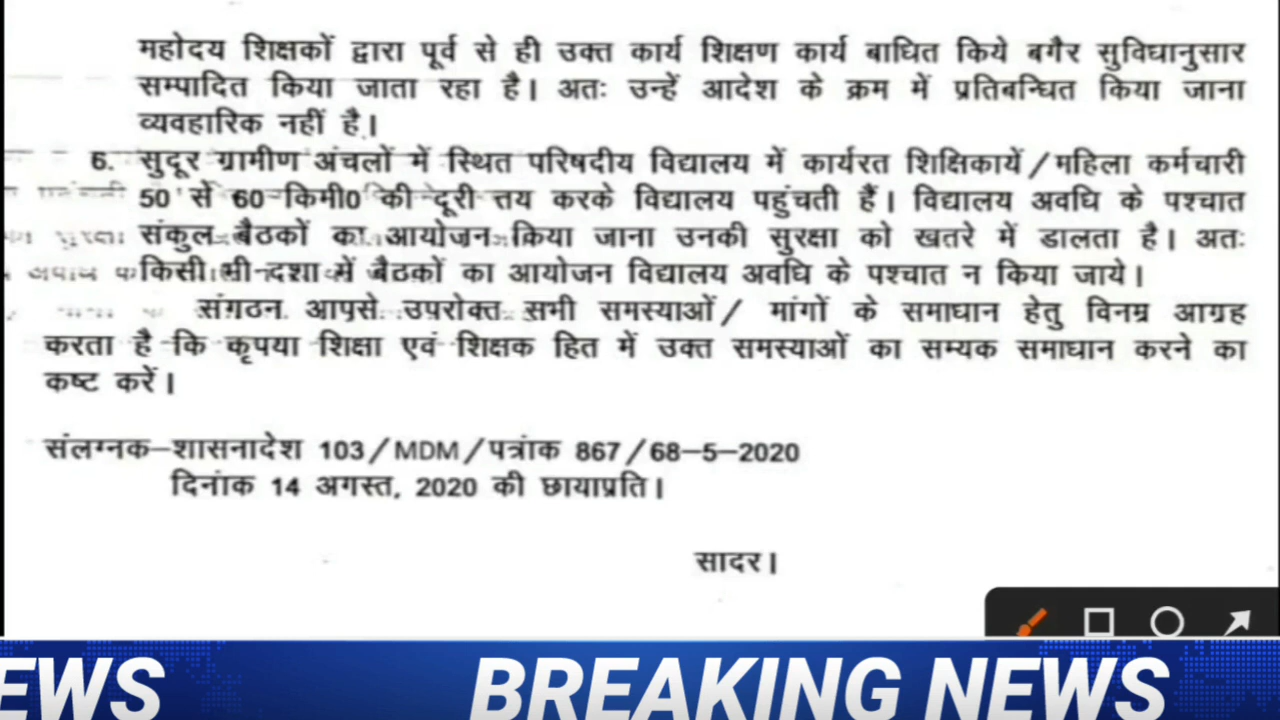 महोदय शिक्षकों द्वारा पूर्व से ही उक्त कार्य शिक्षण कार्य बाधित किये बगैर सुविधानुसार
सम्पादित किया जाता रहा है। अतः उन्हें आदेश के क्रम में प्रतिबन्धित किया जाना
व्यवहारिक नहीं है।
6. सुदूर ग्रामीण अंचलों में स्थित परिषदीय विद्यालय में कार्यरत शिक्षिकायें/महिला कर्मचारी
50 से 60 किमी0 की दूरी तय करके विद्यालय पहुंचती हैं। विद्यालय अवधि के पश्चात
संकुल बैठकों का आयोजन किया जाना उनकी सुरक्षा को खतरे में डालता है। अतः
किसी भी दशा में बैठकों का आयोजन विद्यालय अवधि के पश्चात न किया जाये।
संगठन आपसे उपरोक्त सभी समस्याओं/ मांगों के समाधान हेतु विनम्र आग्रह
करता है कि कृपया शिक्षा एवं शिक्षक हित में उक्त समस्याओं का सम्यक समाधान करने का
कष्ट करें।
संलग्नक–शासनादेश 103/MDM/पत्रांक 867/68–5–2020
दिनांक 14 अगस्त, 2020 की छायाप्रति।
सादर।
EWS BREAKING NEWS